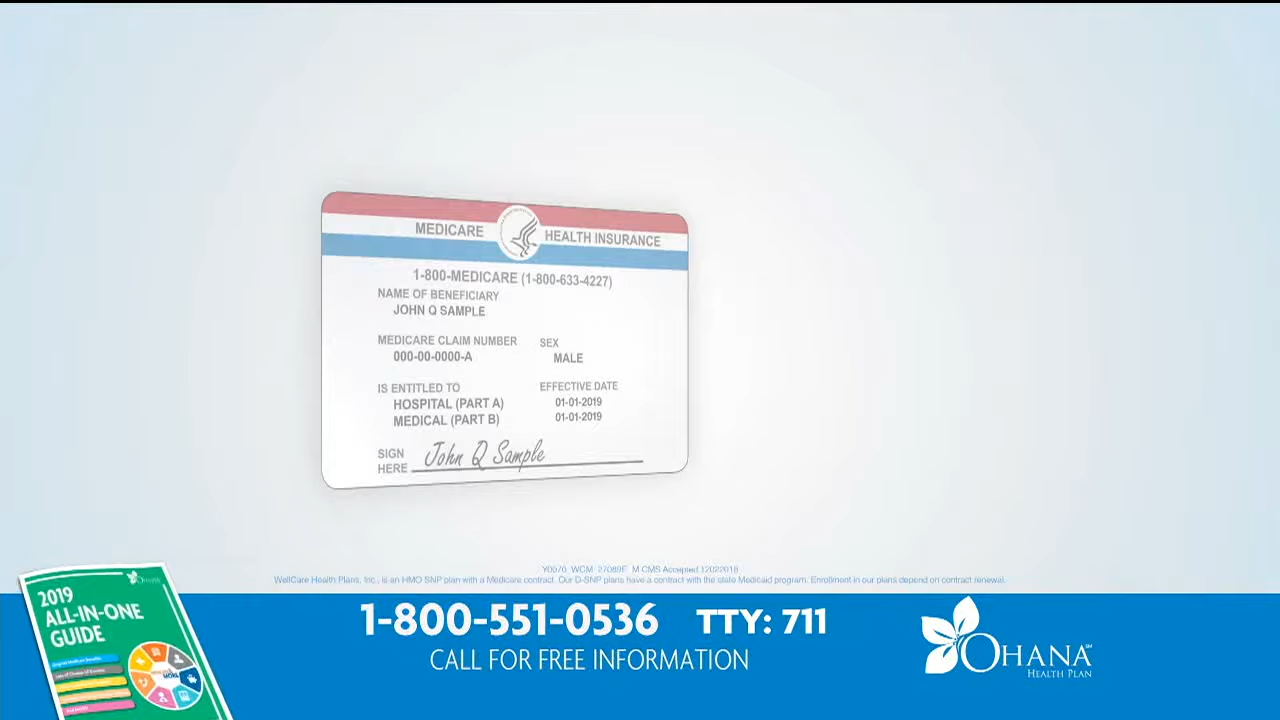 MEDICARE HEALTH INSURANCE
1-800-MEDICARE (1-800-633-4227)
NAME OF BENEFICIARY
JOHN Q SAMPLE
MEDICARE CLAIM NUMBER SEX
000-00-0000-A MALE
IS ENTITLED TO EFFECTIVE DATE
HOSPITAL (PART A) 01-01-2019
MEDICAL (PART B) 01-01-2019
SIGN
HERE John Q Sample
M CMS Accepted 12022018
WellCare Health Plans, Inc., is an HMO SNP plan with a Medicare contract. Our D-SNP plans have a contract with the state Medicaid program. Enrollment in our plans depend on contract renewal.
OHANA
2019
ALL-IN-ONE
GUIDE
1-800-551-0536 TTY: 711
CALL FOR FREE INFORMATION
OHANA℠
HEALTH PLAN